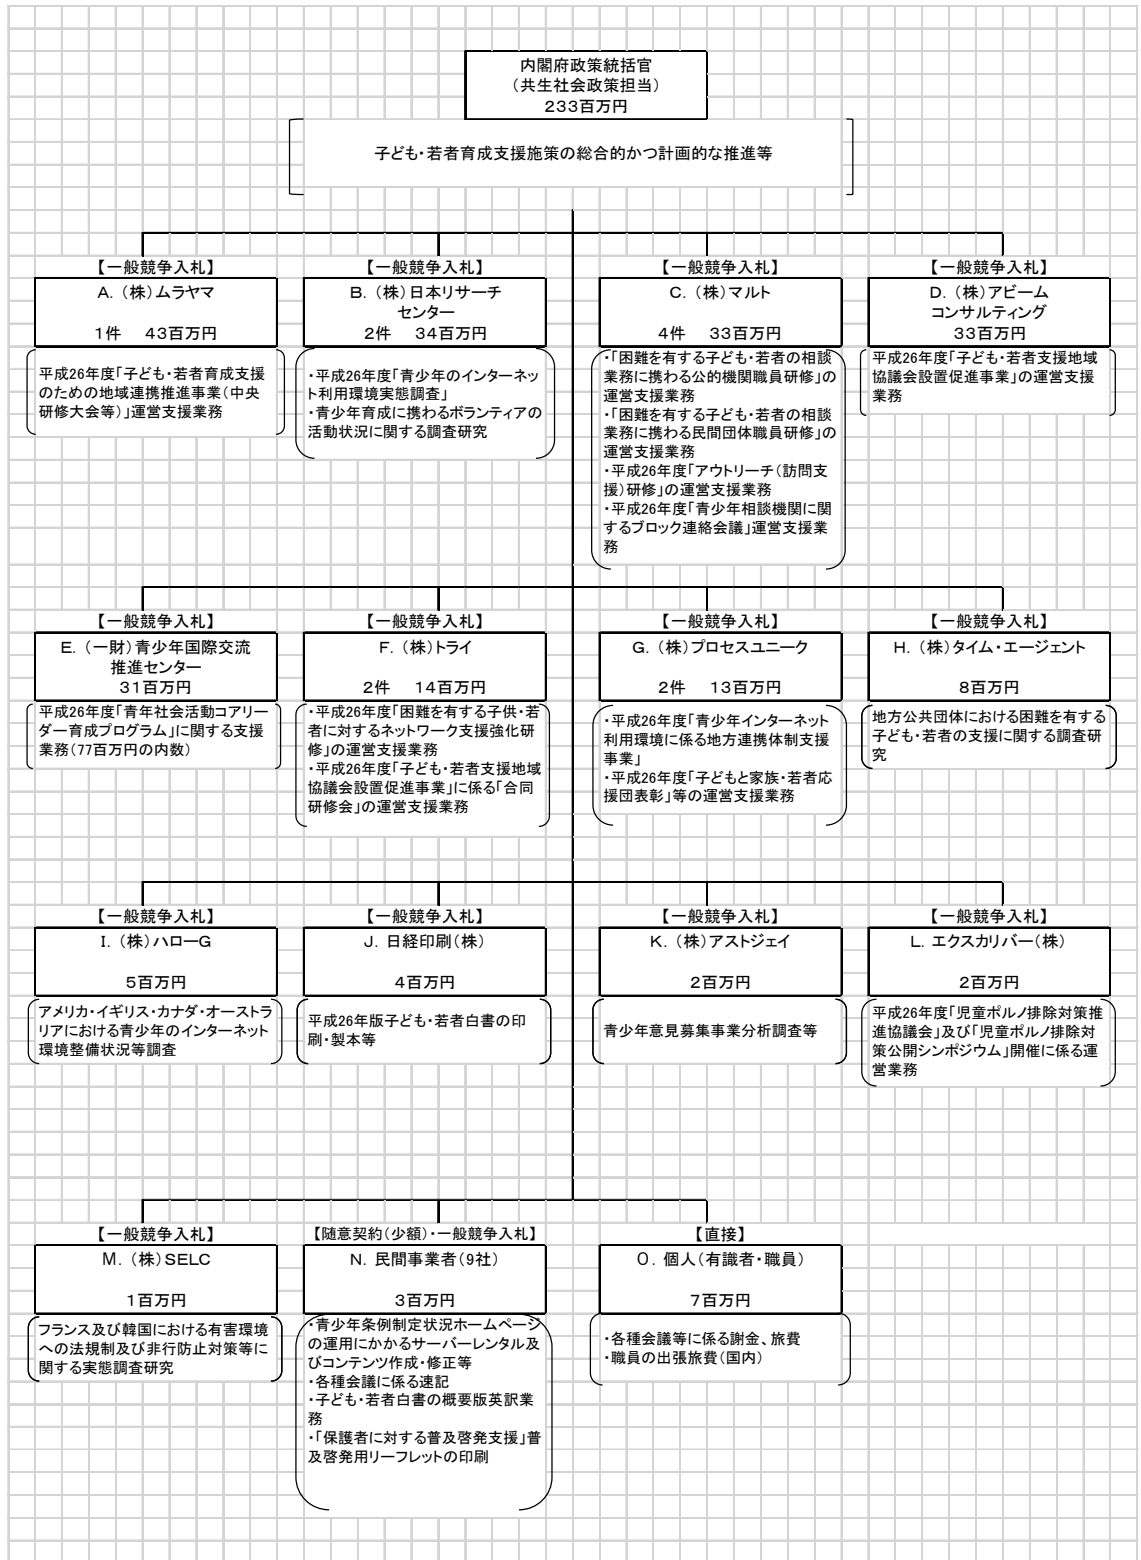 内閣府政策統括官
（共生社会政策担当）
233百万円
子ども・若者育成支援施策の総合的かつ計画的な推進等
【一般競争入札】
A．（株）ムラヤマ
1件　43百万円
平成26年度「子ども・若者育成支援
のための地域連携推進事業（中央
研修大会等）」運営支援業務
【一般競争入札】
B．（株）日本リサーチ
センター
2件　34百万円
・平成26年度「青少年のインターネッ
ト利用環境実態調査」
・青少年育成に携わるボランティアの
活動状況に関する調査研究
【一般競争入札】
C．（株）マルト
4件　33百万円
・「困難を有する子ども・若者の相談
業務に携わる公的機関職員研修」の
運営支援業務
・「困難を有する子ども・若者の相談
業務に携わる民間団体職員研修」の
運営支援業務
・平成26年度「アウトリーチ（訪問支
援）研修」の運営支援業務
・平成26年度「青少年相談機関に関
するブロック連絡会議」運営支援業
務
【一般競争入札】
D．（株）アビーム
コンサルティング
33百万円
平成26年度「子ども・若者支援地域
協議会設置促進事業」の運営支援
業務
【一般競争入札】
E．（一財）青少年国際交流
推進センター
31百万円
平成26年度「青年社会活動コアリー
ダー育成プログラム」に関する支援
業務（77百万円の内数）
【一般競争入札】
F．（株）トライ
2件　14百万円
・平成26年度「困難を有する子供・若
者に対するネットワーク支援強化研
修」の運営支援業務
・平成26年度「子ども・若者支援地域
協議会設置促進事業」に係る「合同
研修会」の運営支援業務
【一般競争入札】
G．（株）プロセスユニーク
2件　13百万円
・平成26年度「青少年インターネット
利用環境に係る地方連携体制支援
事業」
・平成26年度「子どもと家族・若者応
援団表彰」等の運営支援業務
【一般競争入札】
H．（株）タイム・エージェント
8百万円
地方公共団体における困難を有する
子ども・若者の支援に関する調査研
究
【一般競争入札】
I．（株）ハローG
5百万円
アメリカ・イギリス・カナダ・オーストラ
リアにおける青少年のインターネット
環境整備状況等調査
【一般競争入札】
J．日経印刷（株）
4百万円
平成26年版子ども・若者白書の印
刷・製本等
【一般競争入札】
K．（株）アストジェイ
2百万円
青少年意見募集事業分析調査等
【一般競争入札】
L．エクスカリバー（株）
2百万円
平成26年度「児童ポルノ排除対策推
進協議会」及び「児童ポルノ排除対
策公開シンポジウム」開催に係る運
営業務
【一般競争入札】
M．（株）SELC
1百万円
フランス及び韓国における有害環境
への法規制及び非行防止対策等に
関する実態調査研究
【随意契約（少額）・一般競争入札】
N．民間事業者（9社）
3百万円
・青少年条例制定状況ホームページ
の運用にかかるサーバーレンタル及
びコンテンツ作成・修正等
・各種会議に係る速記
・子ども・若者白書の概要版英訳業
務
・「保護者に対する普及啓発支援」普
及啓発用リーフレットの印刷
【直接】
O．個人（有識者・職員）
7百万円
・各種会議等に係る謝金、旅費
・職員の出張旅費（国内）